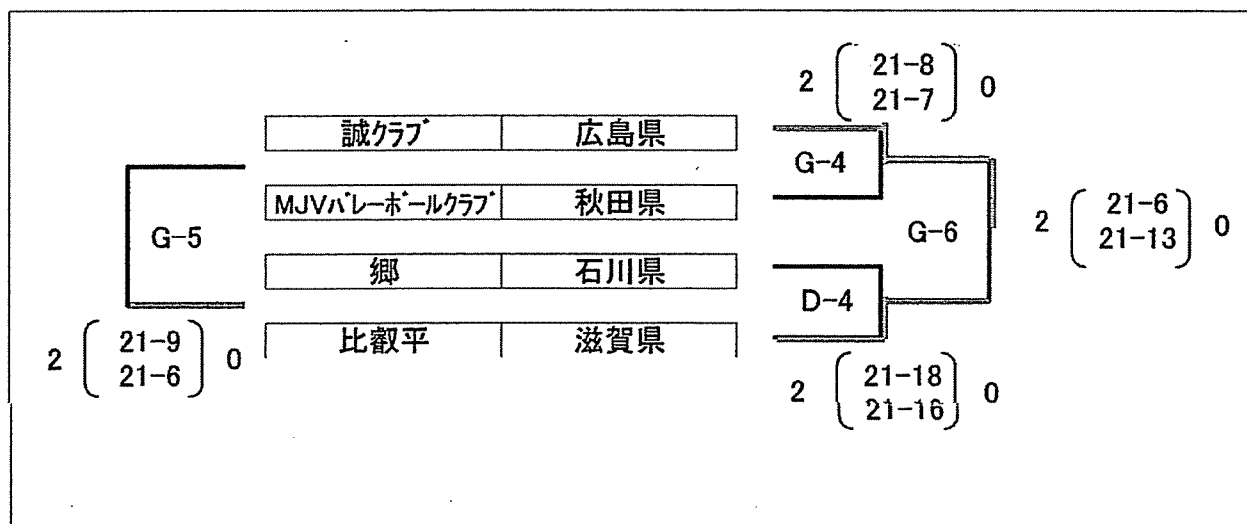 2 ( 21-8 21-7 ) 0
誠クラブ 広島県
G-4
MJVバレーボールクラブ 秋田県
G-5
G-6
2 ( 21-6 21-13 ) 0
郷 石川県
D-4
比叡平 滋賀県
2 ( 21-9 21-6 ) 0
2 ( 21-18 21-16 ) 0